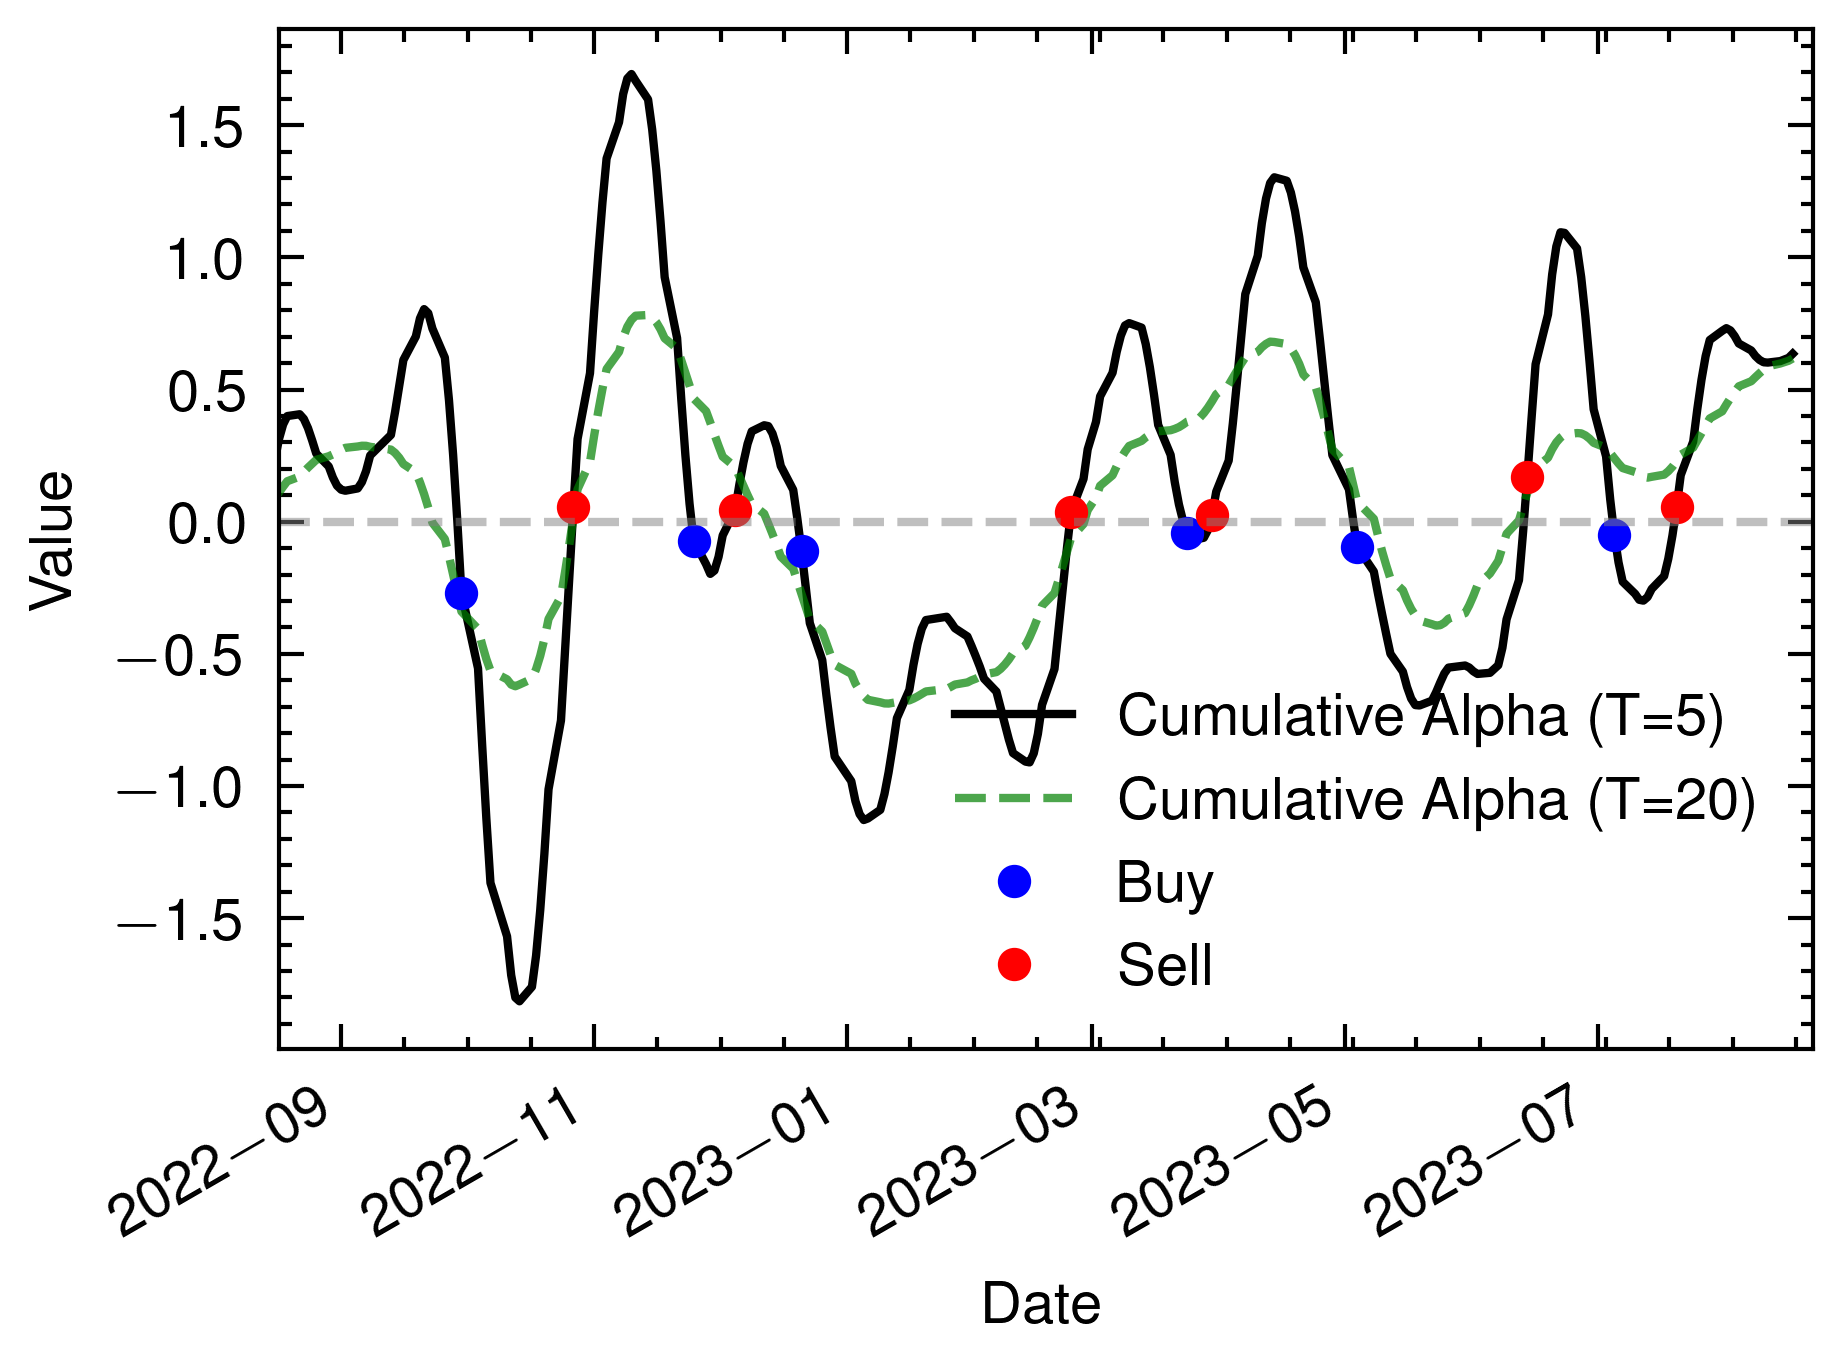 1.5
1.0
0.5
0.0
−0.5
−1.0
−1.5
Value
Cumulative Alpha (T=5)
Cumulative Alpha (T=20)
Buy
Sell
2022−09
2022−11
2023−01
2023−03
2023−05
2023−07
Date